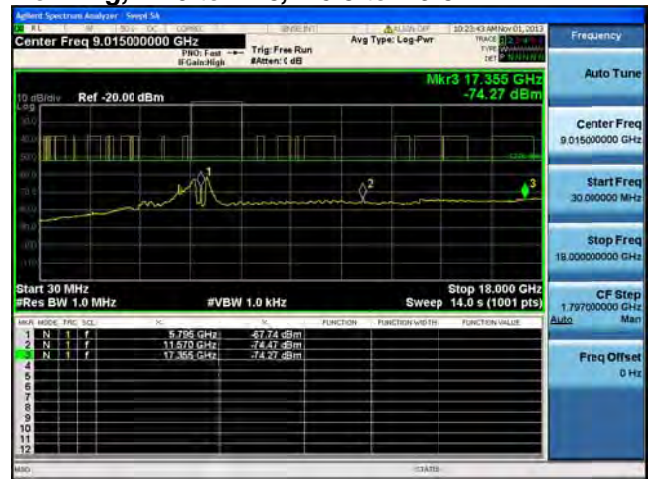 Agilent Spectrum Analyzer - Swept SA
10:23:43 AM Nov 01, 2013
Center Freq 9.015000000 GHz
PNO: Fast
IFGain:High
Trig: Free Run
#Atten: 0 dB
Avg Type: Log-Pwr
TRACE
TYPE
DET
Frequency
Auto Tune
Mkr3 17.355 GHz
-74.27 dBm
10 dB/div Ref -20.00 dBm
Log
Center Freq
9.015000000 GHz
1
2
3
Start Freq
30.000000 MHz
Stop Freq
18.000000000 GHz
Start 30 MHz
Stop 18.000 GHz
#Res BW 1.0 MHz
#VBW 1.0 kHz
Sweep 14.0 s (1001 pts)
CF Step
1.797000000 GHz
Auto Man
MKR MODE TRC SCL X Y FUNCTION FUNCTION WIDTH FUNCTION VALUE
1 N 1 f 5.795 GHz -67.74 dBm
2 N 1 f 11.570 GHz -74.47 dBm
3 N 1 f 17.355 GHz -74.27 dBm
4
5
6
7
8
9
10
11
12
Freq Offset
0 Hz
MSG
STATUS